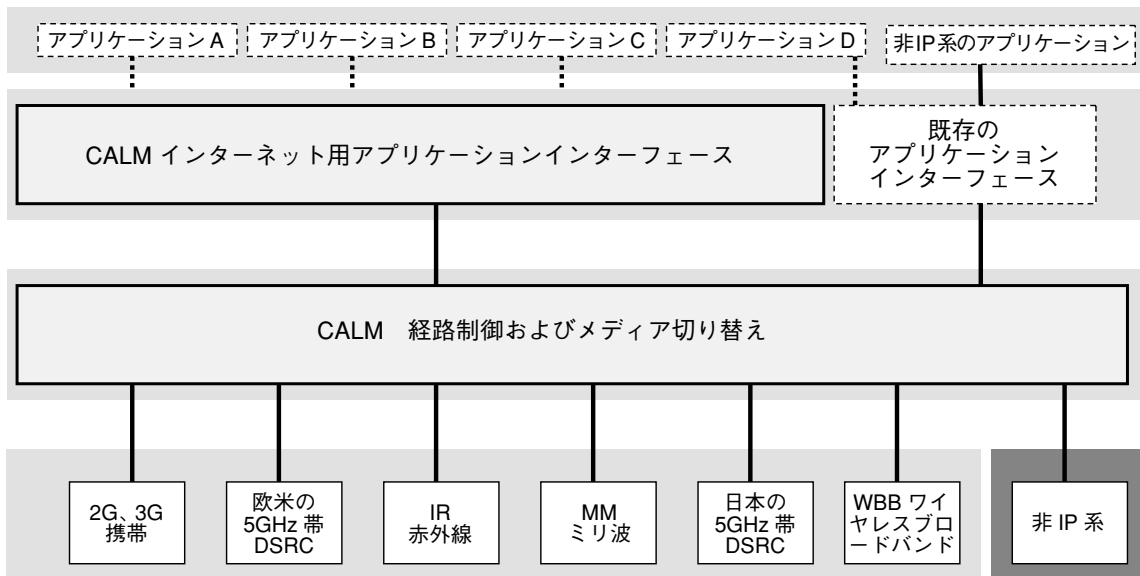 アプリケーション A
アプリケーション B
アプリケーション C
アプリケーション D
非IP系のアプリケーション
CALM インターネット用アプリケーションインターフェース
既存の
アプリケーション
インターフェース
CALM 経路制御およびメディア切り替え
2G、3G
携帯
欧米の
5GHz 帯
DSRC
IR
赤外線
MM
ミリ波
日本の
5GHz 帯
DSRC
WBB ワイ
ヤレスブロ
ードバンド
非 IP 系